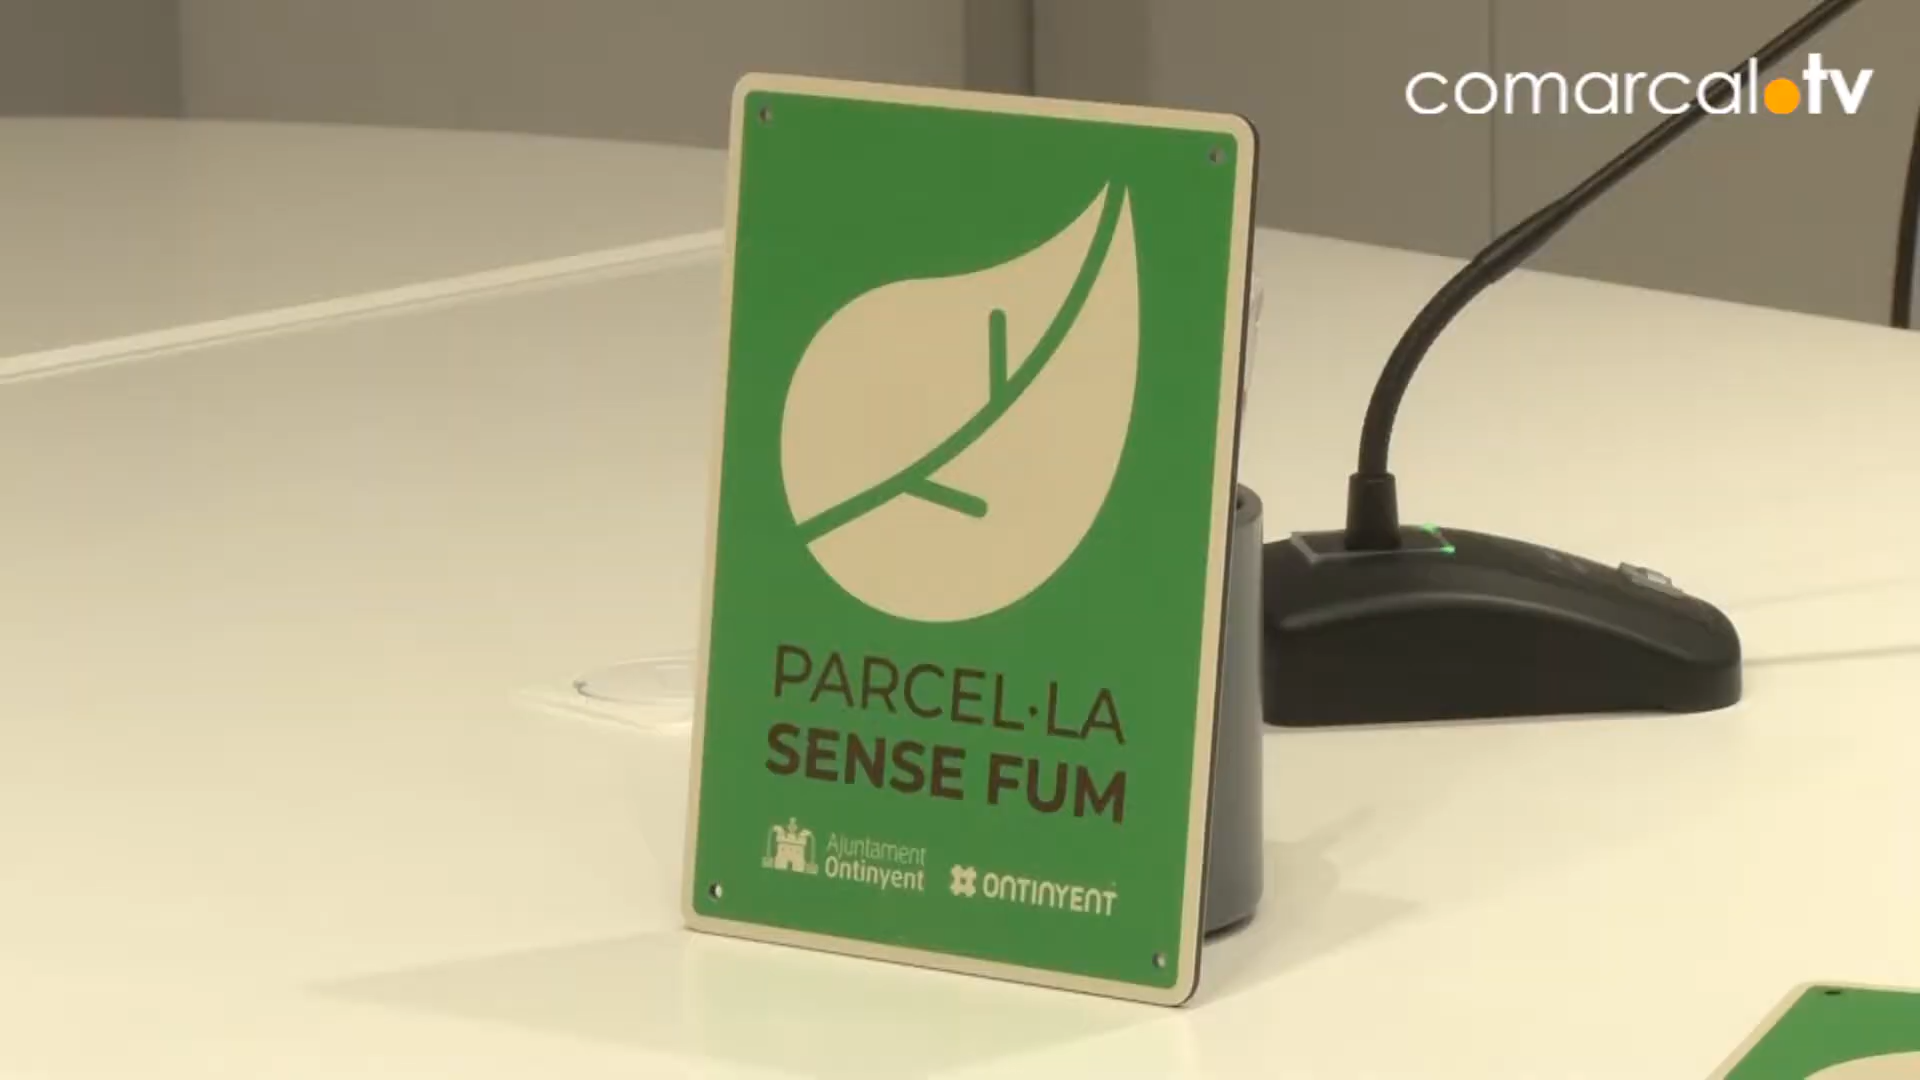 comarcal.tv
PARCEL·LA
SENSE FUM
Ajuntament
Ontinyent
ONTINYENT